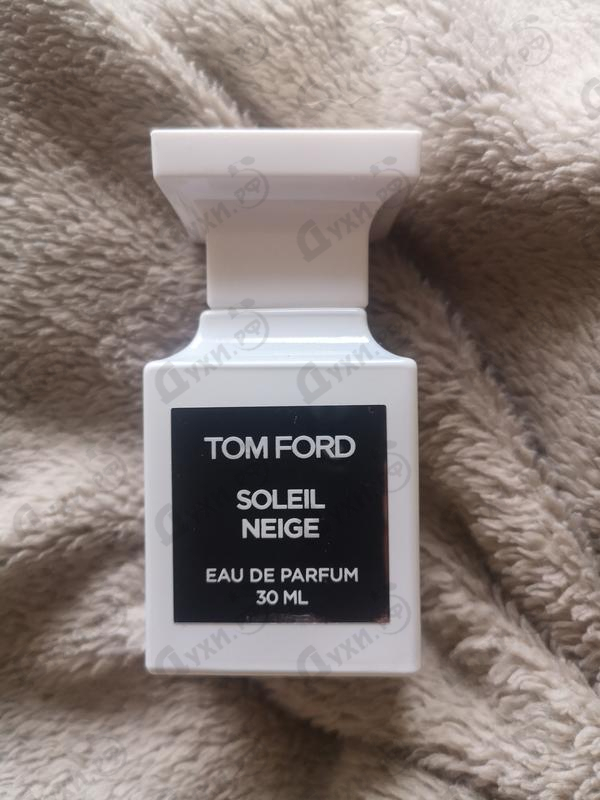 TOM FORD
SOLEIL
NEIGE
EAU DE PARFUM
30 ML
Духи.рф